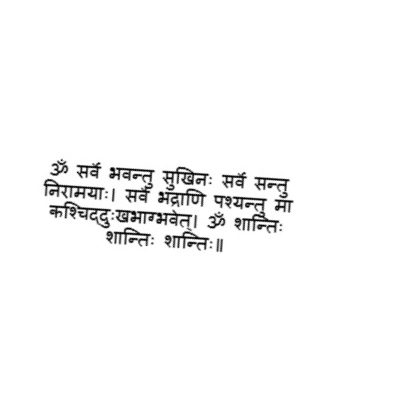 ॐ सर्वे भवन्तु सुखिनः सर्वे सन्तु
निरामयाः। सर्वे भद्राणि पश्यन्तु मा
कश्चिद्दुःखभाग्भवेत्। ॐ शान्तिः
शान्तिः शान्तिः॥